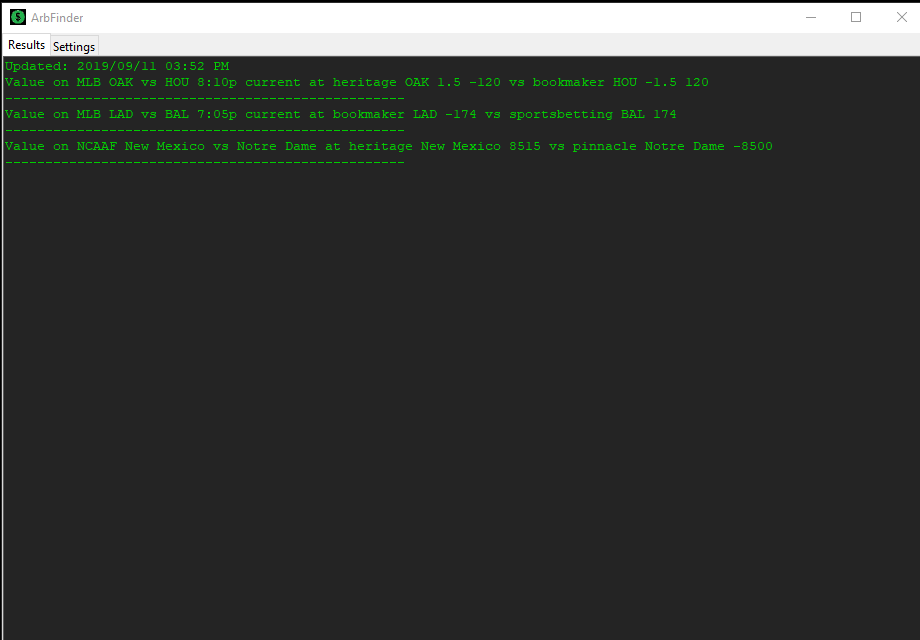 ArbFinder
Results Settings
Updated: 2019/09/11 03:52 PM
Value on MLB OAK vs HOU 8:10p current at heritage OAK 1.5 -120 vs bookmaker HOU -1.5 120
--------------------------------------------------
Value on MLB LAD vs BAL 7:05p current at bookmaker LAD -174 vs sportsbetting BAL 174
--------------------------------------------------
Value on NCAAF New Mexico vs Notre Dame at heritage New Mexico 8515 vs pinnacle Notre Dame -8500
--------------------------------------------------